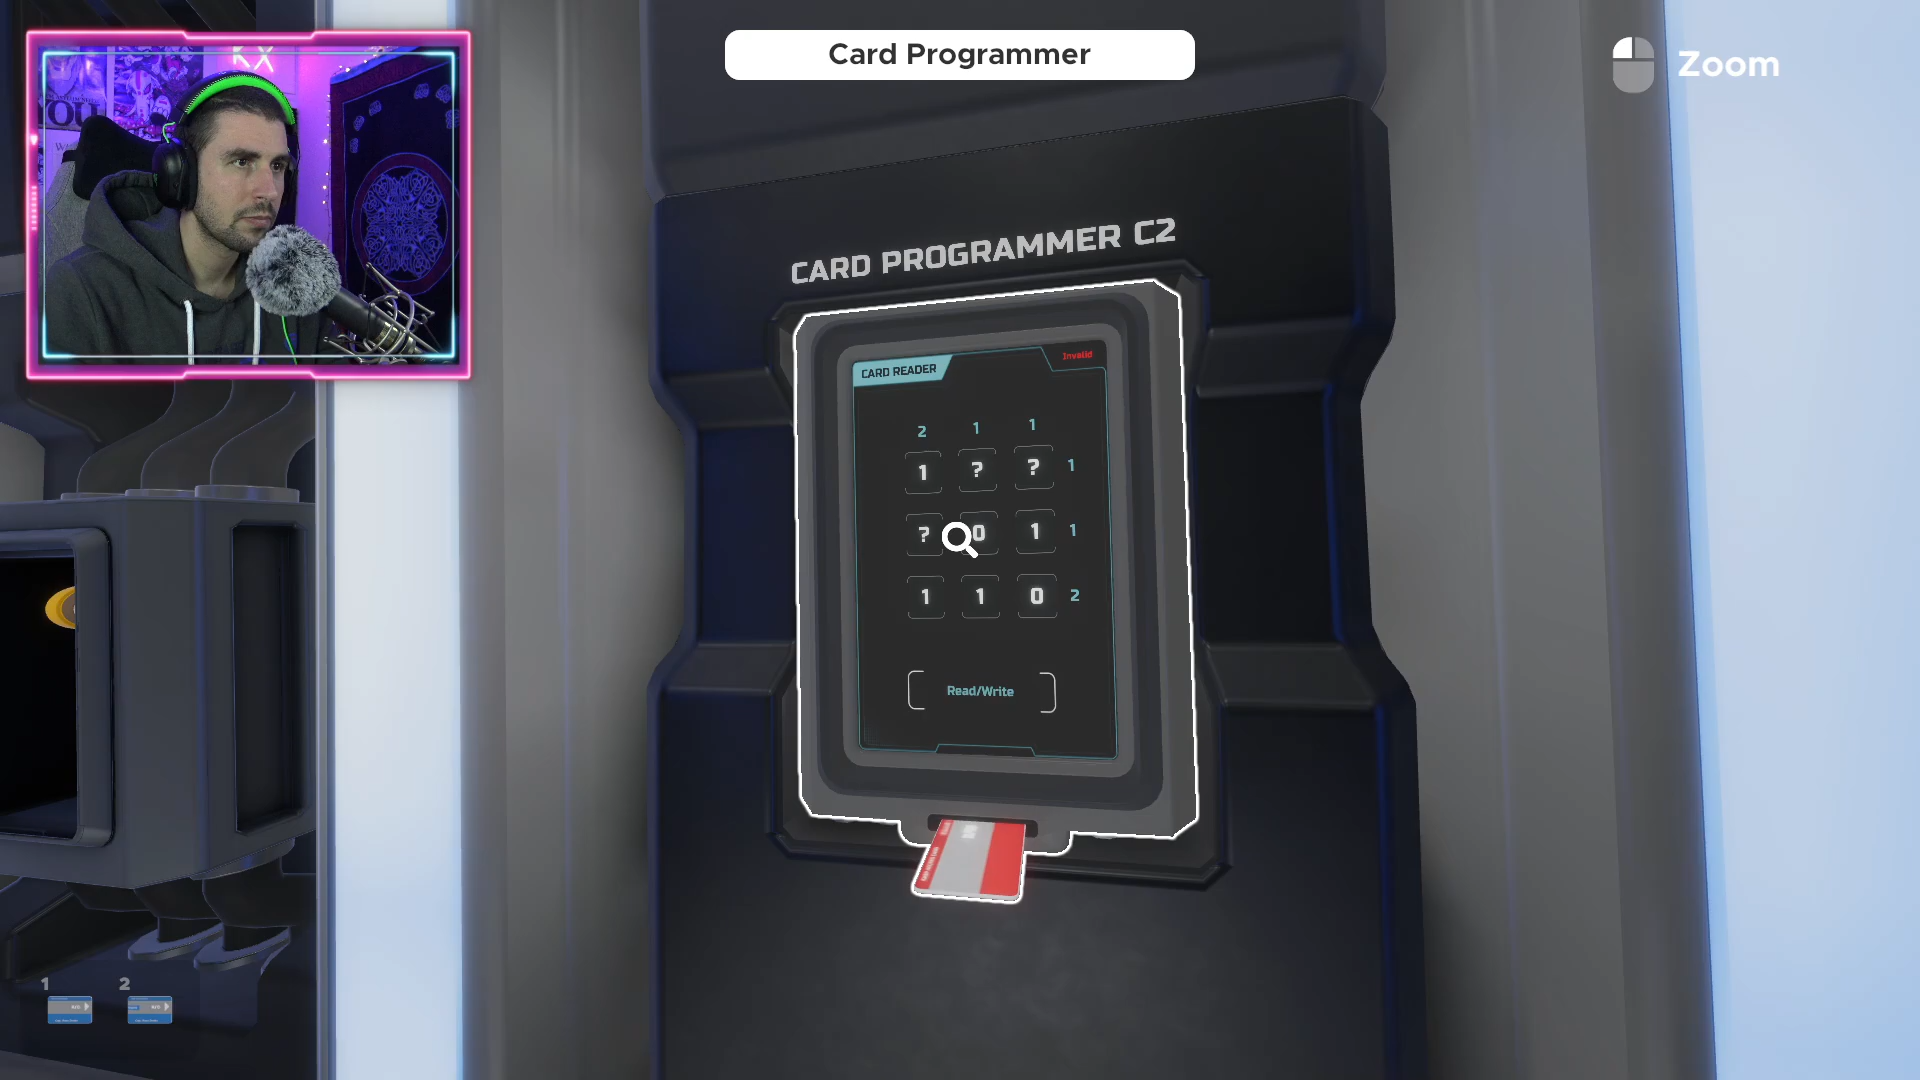 Card Programmer
Zoom
CARD PROGRAMMER C2
CARD READER
Invalid
2 1 1
1 ? ? 1
? 0 1 1
1 1 0 2
Read/Write
1 2